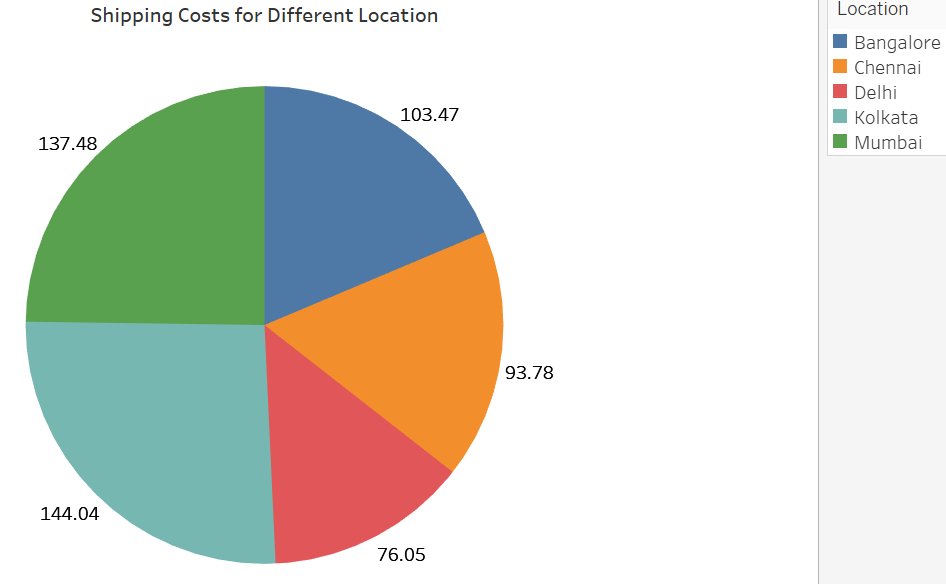 Shipping Costs for Different Location
103.47
137.48
93.78
144.04
76.05
Location
Bangalore
Chennai
Delhi
Kolkata
Mumbai